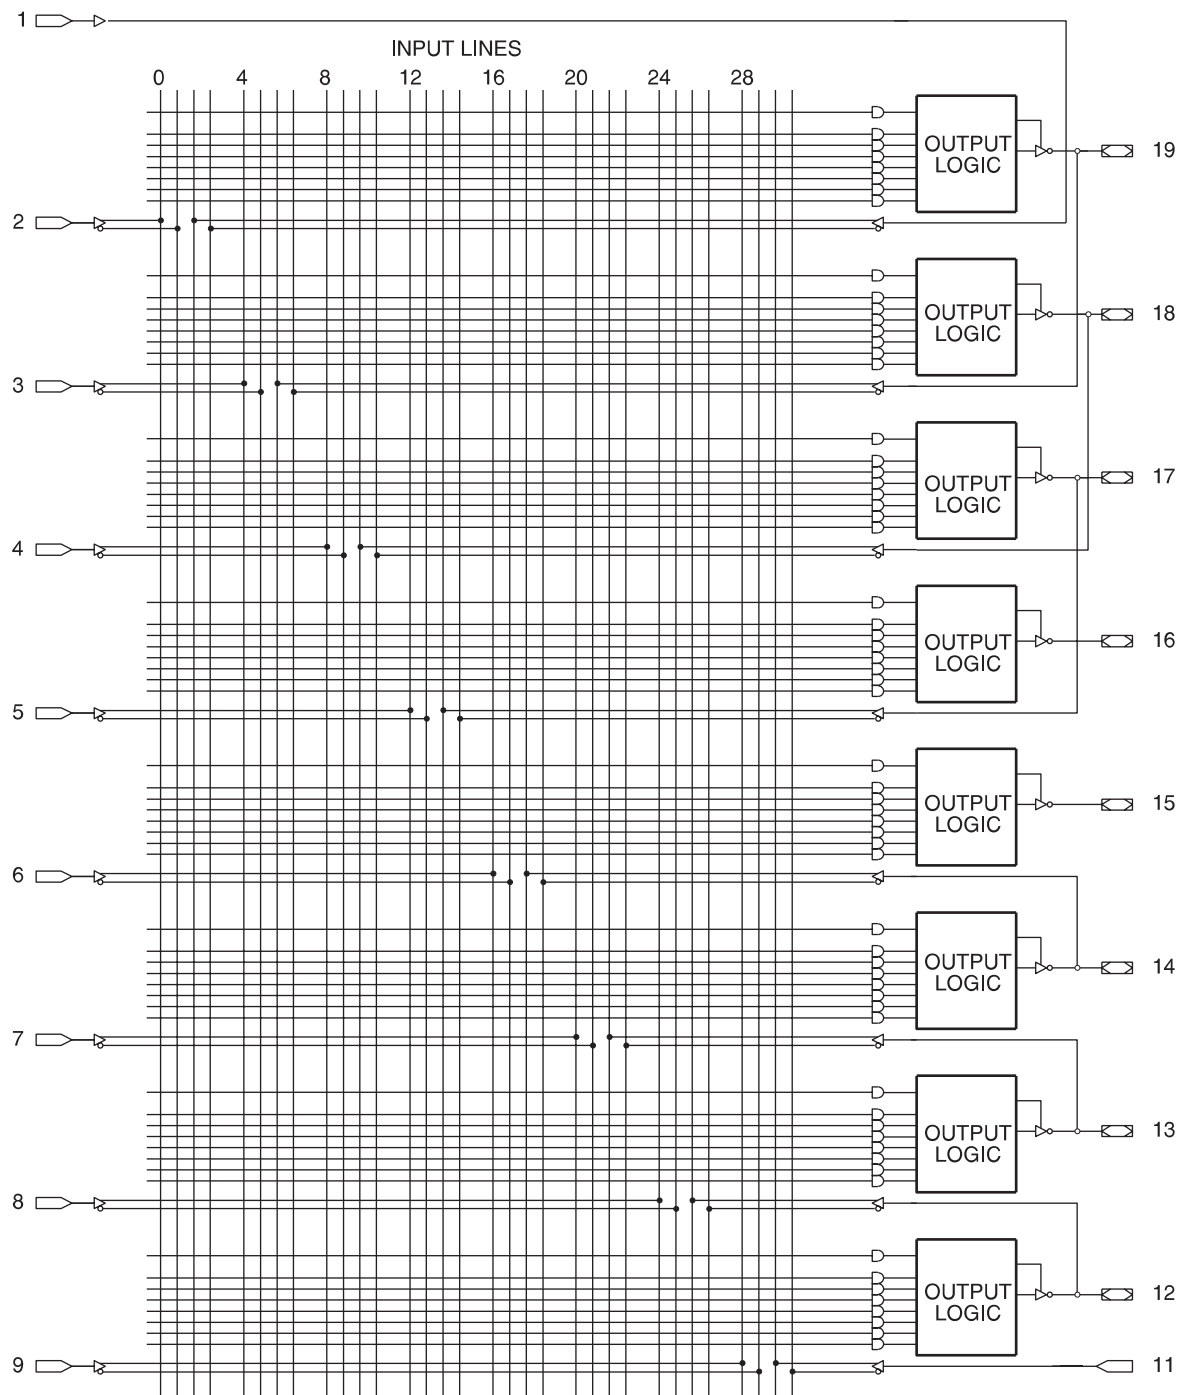 1
INPUT LINES
0 4 8 12 16 20 24 28
OUTPUT
LOGIC
19
2
OUTPUT
LOGIC
18
3
OUTPUT
LOGIC
17
4
OUTPUT
LOGIC
16
5
OUTPUT
LOGIC
15
6
OUTPUT
LOGIC
14
7
OUTPUT
LOGIC
13
8
OUTPUT
LOGIC
12
9
11